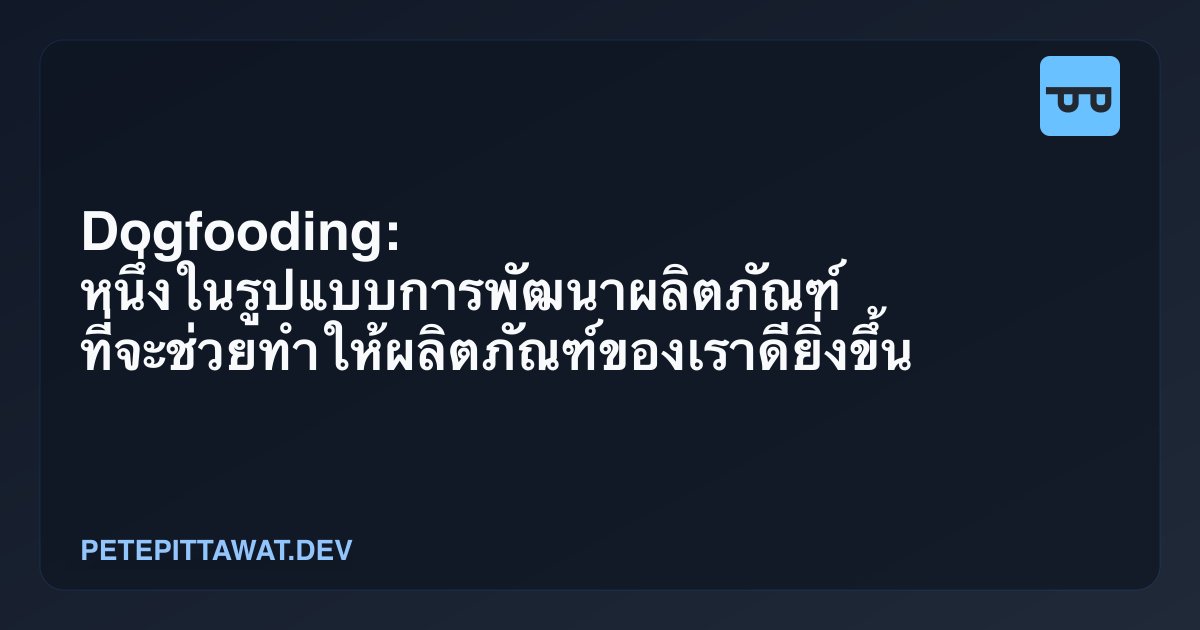 Dogfooding:
หนึ่งในรูปแบบการพัฒนาผลิตภัณฑ์
ที่จะช่วยทำให้ผลิตภัณฑ์ของเราดียิ่งขึ้น
PETEPITTAWAT.DEV